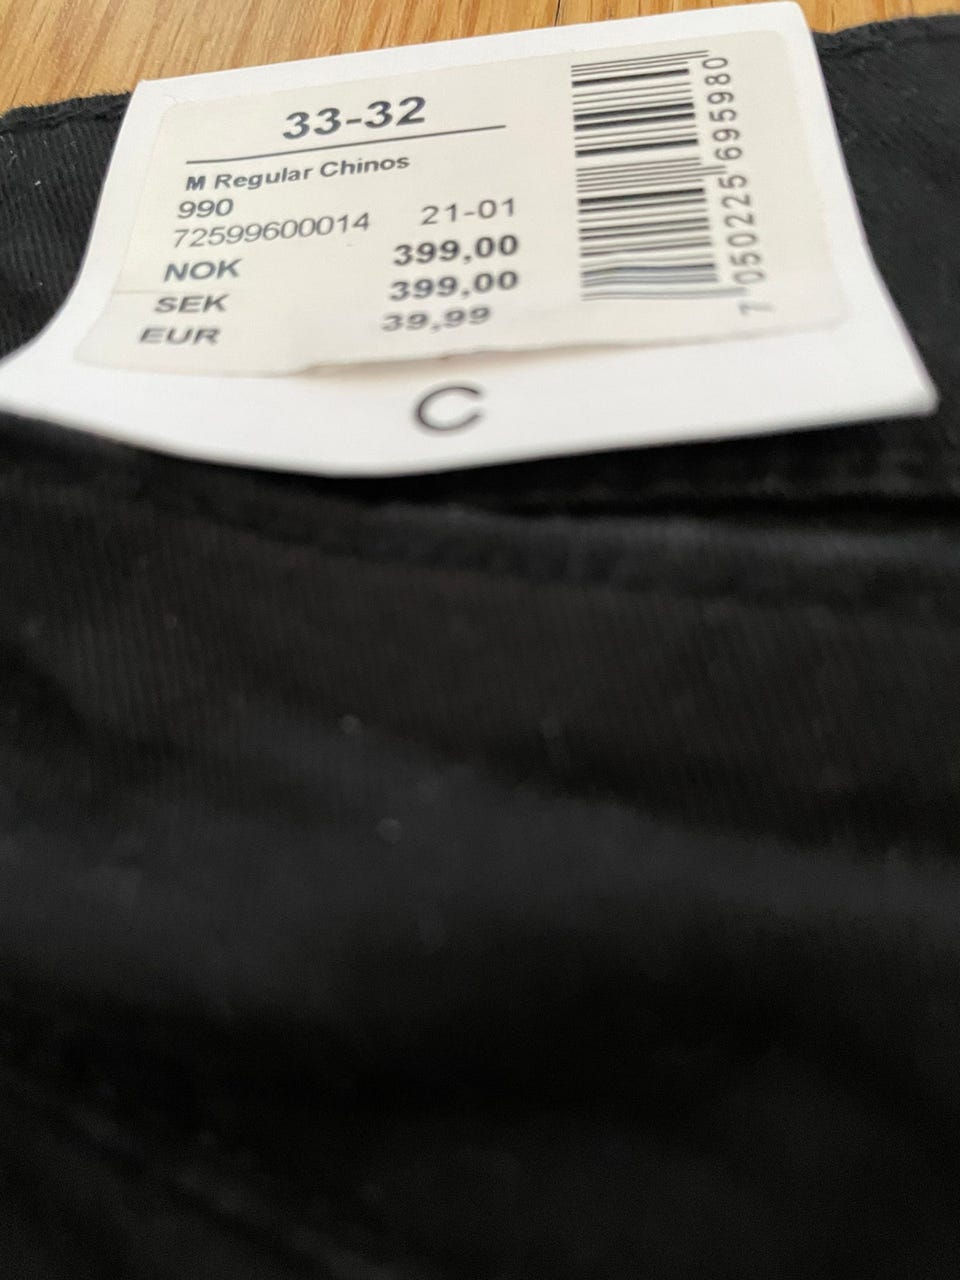 33-32
M Regular Chinos
990
72599600014 21-01
NOK 399,00
SEK 399,00
EUR 39,99
7 050225 695980
C